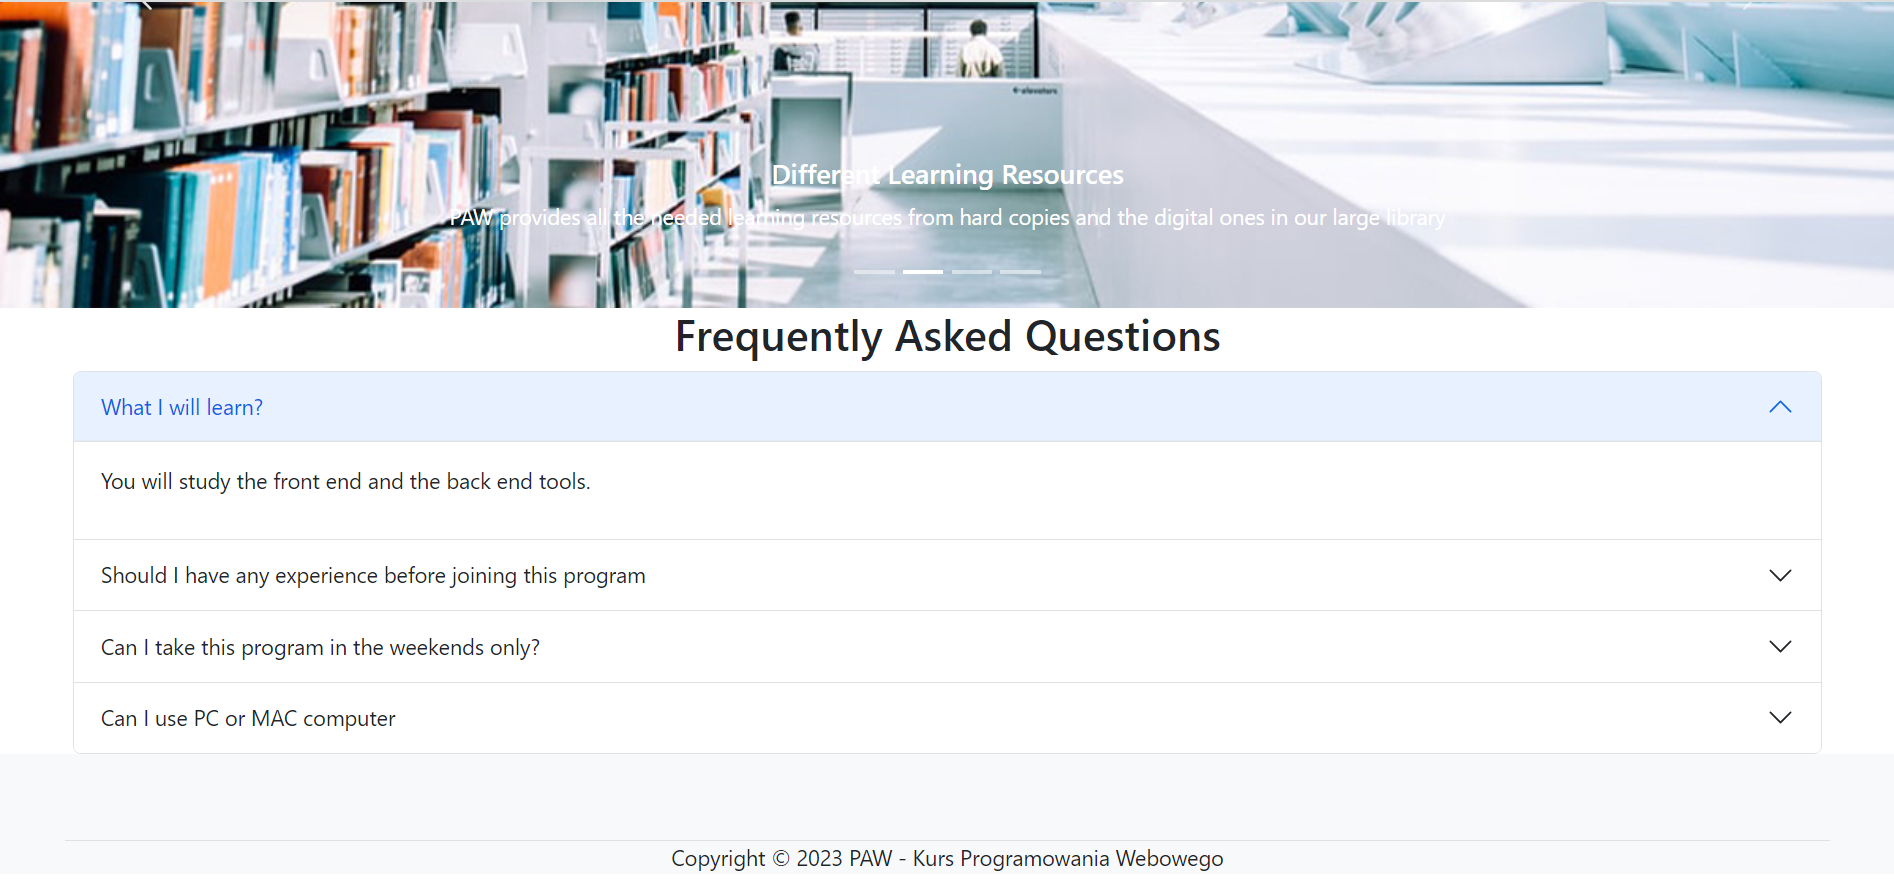 elevators
Different Learning Resources
PAW provides all the needed learning resources from hard copies and the digital ones in our large library
Frequently Asked Questions
What I will learn?
You will study the front end and the back end tools.
Should I have any experience before joining this program
Can I take this program in the weekends only?
Can I use PC or MAC computer
Copyright © 2023 PAW - Kurs Programowania Webowego